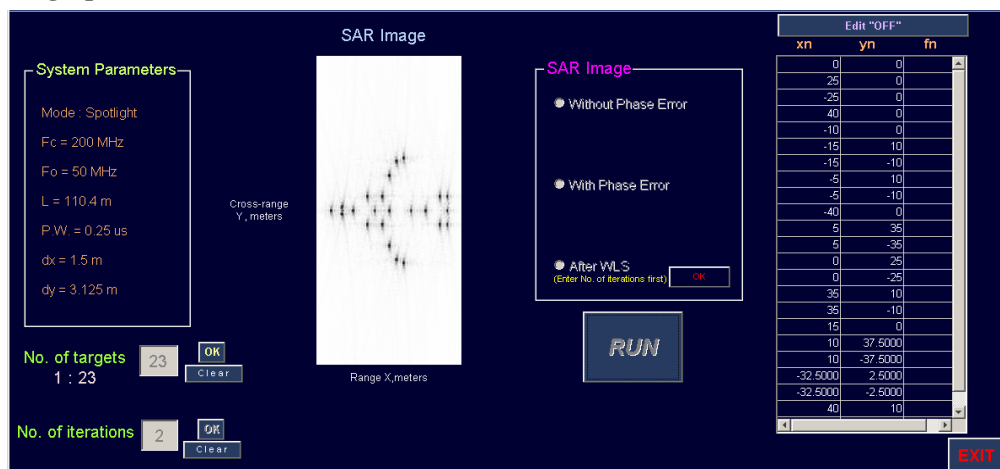 SAR Image
System Parameters
Mode : Spotlight
Fc = 200 MHz
Fo = 50 MHz
L = 110.4 m
P.W. = 0.25 us
dx = 1.5 m
dy = 3.125 m
No. of targets
1 : 23
23
OK
Clear
No. of iterations
2
OK
Clear
Cross-range
Y , meters
Range X,meters
SAR Image
Without Phase Error
With Phase Error
After WLS
(Enter No. of iterations first)
OK
RUN
Edit "OFF"
xn yn fn
0 0
25 0
-25 0
40 0
-10 0
-15 10
-15 -10
-5 10
-5 -10
-40 0
5 35
5 -35
0 25
0 -25
35 10
35 -10
15 0
10 37.5000
10 -37.5000
-32.5000 2.5000
-32.5000 -2.5000
40 10
EXIT